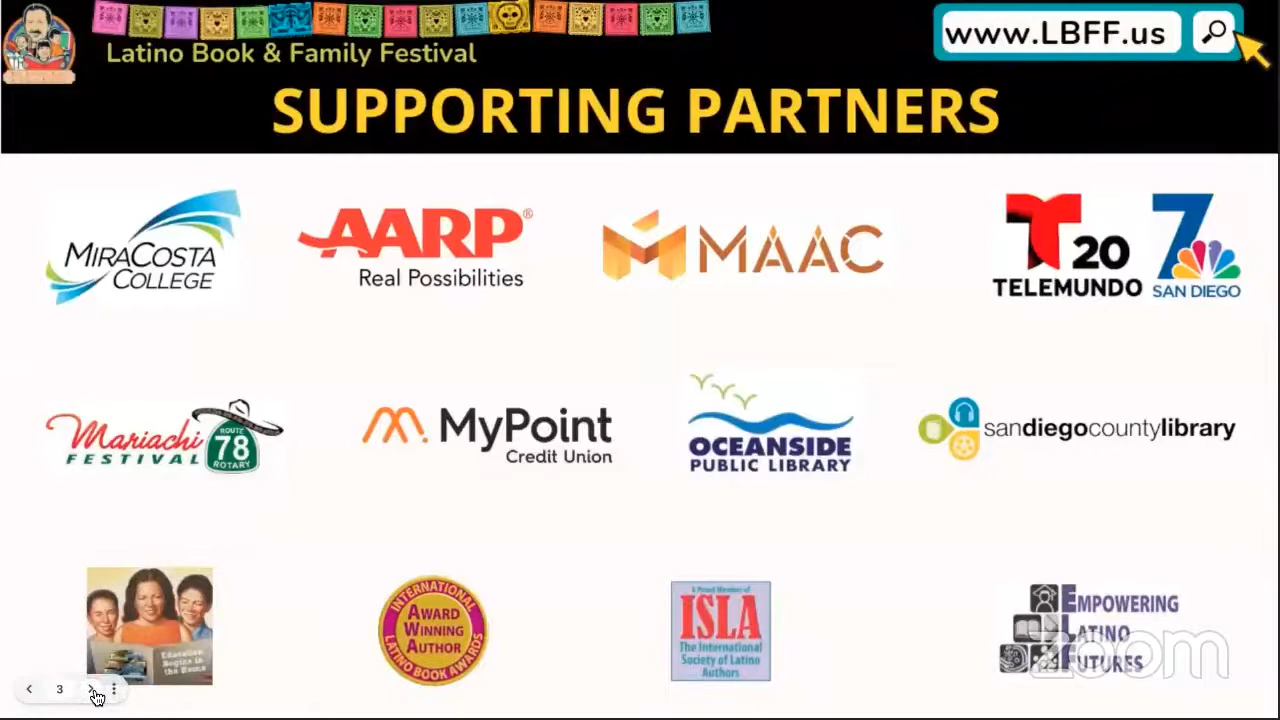 Latino Book & Family Festival
www.LBFF.us
SUPPORTING PARTNERS
MIRACOSTA
COLLEGE
AARP®
Real Possibilities
MAAC
20
TELEMUNDO
7
SAN DIEGO
Mariachi
FESTIVAL
ROUTE
78
ROTARY
MyPoint
Credit Union
OCEANSIDE
PUBLIC LIBRARY
sandiegocountylibrary
Education
Begins in
the Home
INTERNATIONAL
AWARD
WINNING
AUTHOR
LATINO BOOK AWARDS
A Proud Member of
ISLA
The International
Society of Latino
Authors
EMPOWERING
LATINO
FUTURES
zoom
3